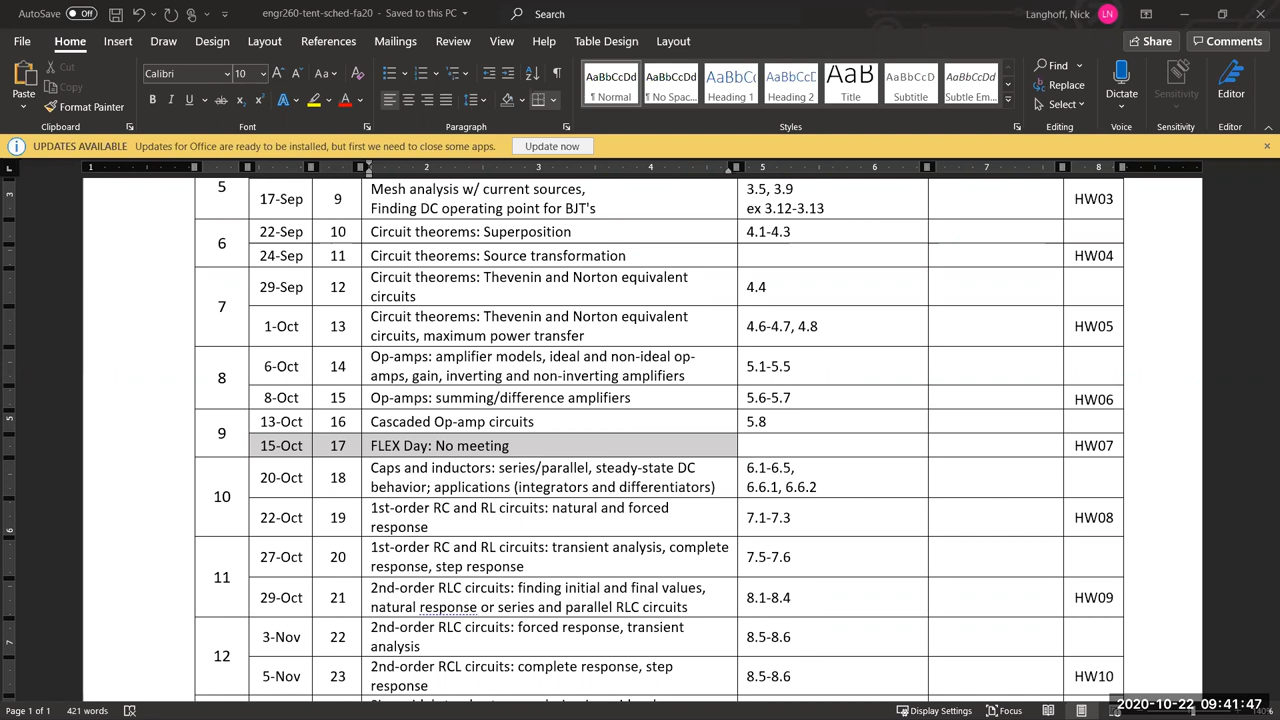 AutoSave Off engr260-tent-sched-fa20 - Saved to this PC Search Langhoff, Nick LN
File Home Insert Draw Design Layout References Mailings Review View Help Table Design Layout Share Comments
Paste Cut Copy Format Painter Calibri 10 AaBbCcDd ¶ Normal AaBbCcDd ¶ No Spac... AaBbCc Heading 1 AaBbCcD Heading 2 AaB Title AaBbCcD Subtitle AaBbCcDd Subtle Em... Find Replace Select Dictate Sensitivity Editor
Clipboard Font Paragraph Styles Editing Voice Sensitivity Editor
UPDATES AVAILABLE Updates for Office are ready to be installed, but first we need to close some apps. Update now
1 2 3 4 5 6 7 8
5 17-Sep 9 Mesh analysis w/ current sources, 3.5, 3.9 HW03
Finding DC operating point for BJT's ex 3.12-3.13
6 22-Sep 10 Circuit theorems: Superposition 4.1-4.3
24-Sep 11 Circuit theorems: Source transformation HW04
7 29-Sep 12 Circuit theorems: Thevenin and Norton equivalent 4.4
circuits
1-Oct 13 Circuit theorems: Thevenin and Norton equivalent 4.6-4.7, 4.8 HW05
circuits, maximum power transfer
8 6-Oct 14 Op-amps: amplifier models, ideal and non-ideal op- 5.1-5.5
amps, gain, inverting and non-inverting amplifiers
8-Oct 15 Op-amps: summing/difference amplifiers 5.6-5.7 HW06
9 13-Oct 16 Cascaded Op-amp circuits 5.8
15-Oct 17 FLEX Day: No meeting HW07
10 20-Oct 18 Caps and inductors: series/parallel, steady-state DC 6.1-6.5,
behavior; applications (integrators and differentiators) 6.6.1, 6.6.2
22-Oct 19 1st-order RC and RL circuits: natural and forced 7.1-7.3 HW08
response
11 27-Oct 20 1st-order RC and RL circuits: transient analysis, complete 7.5-7.6
response, step response
29-Oct 21 2nd-order RLC circuits: finding initial and final values, 8.1-8.4 HW09
natural response or series and parallel RLC circuits
12 3-Nov 22 2nd-order RLC circuits: forced response, transient 8.5-8.6
analysis
5-Nov 23 2nd-order RCL circuits: complete response, step 8.5-8.6 HW10
response
Page 1 of 1 421 words Display Settings Focus 2020-10-22 09:41:47